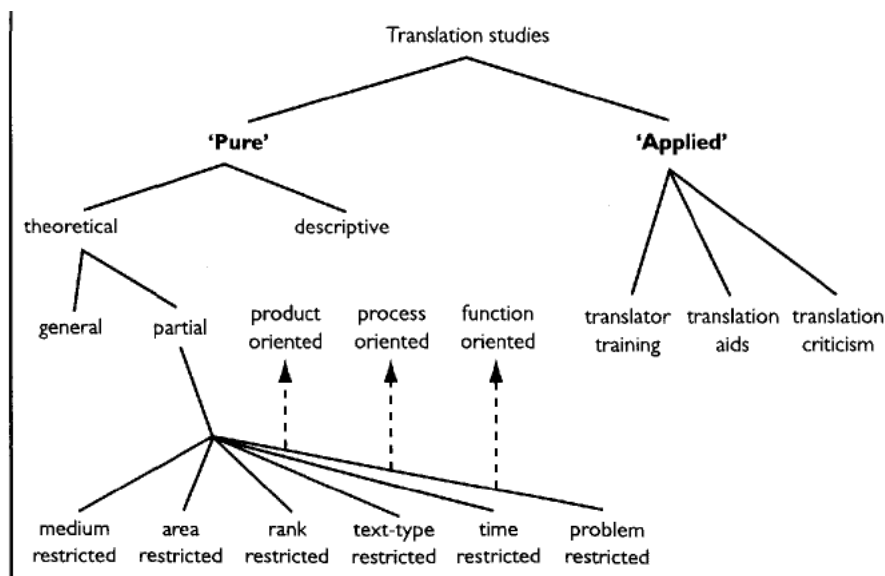 Translation studies
'Pure'
'Applied'
theoretical
descriptive
general
partial
product
oriented
process
oriented
function
oriented
translator
training
translation
aids
translation
criticism
medium
restricted
area
restricted
rank
restricted
text-type
restricted
time
restricted
problem
restricted